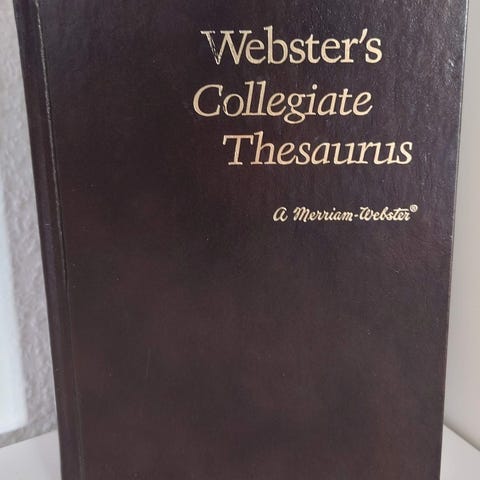 Webster's
Collegiate
Thesaurus
A Merriam-Webster®